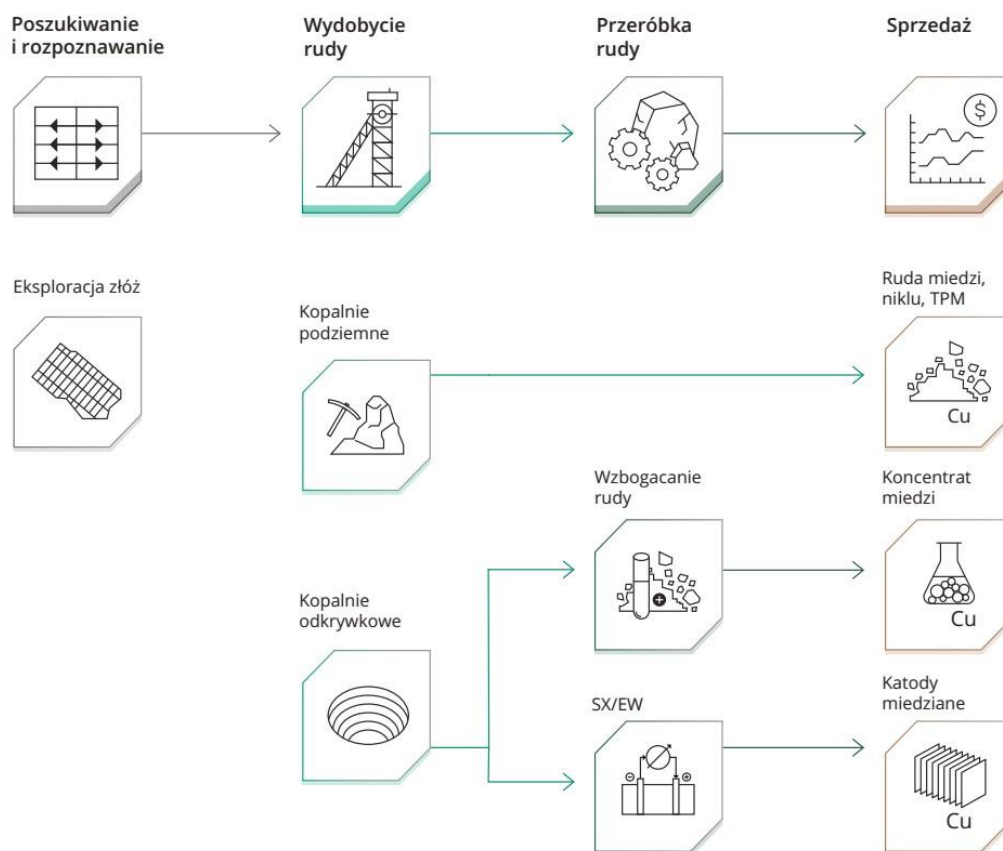 Poszukiwanie
i rozpoznawanie
Wydobycie
rudy
Przeróbka
rudy
Sprzedaż
$
Eksploracja złóż
Kopalnie
podziemne
Ruda miedzi,
niklu, TPM
Cu
Wzbogacanie
rudy
Koncentrat
miedzi
Cu
Kopalnie
odkrywkowe
SX/EW
Katody
miedziane
Cu